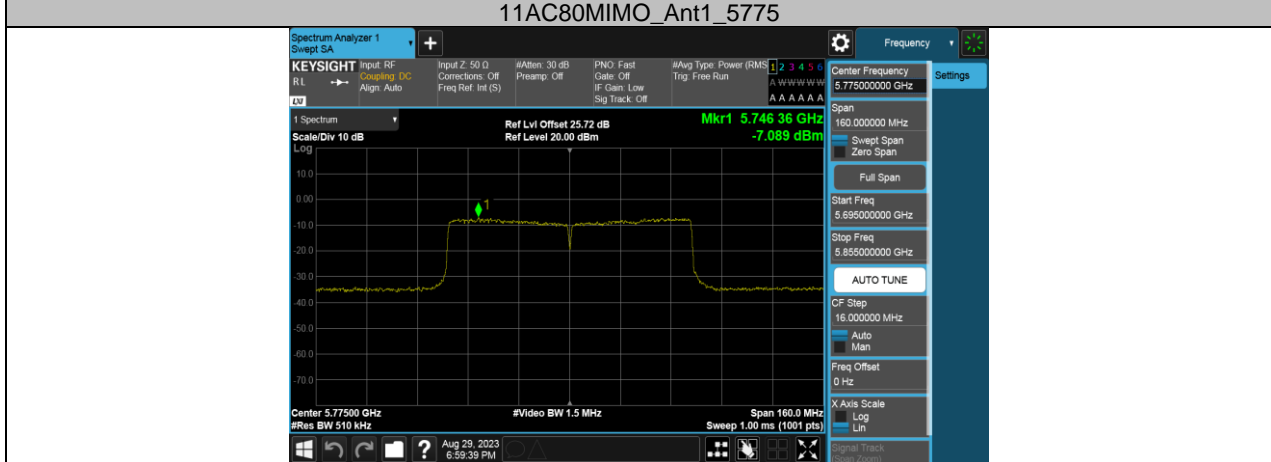 11AC80MIMO_Ant1_5775
Spectrum Analyzer 1
Swept SA
+
Frequency
KEYSIGHT
RL
LXI
Input: RF
Coupling: DC
Align: Auto
Input Z: 50 Ω
Corrections: Off
Freq Ref: Int (S)
#Atten: 30 dB
Preamp: Off
PNO: Fast
Gate: Off
IF Gain: Low
Sig Track: Off
#Avg Type: Power (RMS
Trig: Free Run
1 2 3 4 5 6
A W W W W W
A A A A A A
Center Frequency
5.775000000 GHz
Settings
Span
160.000000 MHz
Swept Span
Zero Span
Full Span
Start Freq
5.695000000 GHz
Stop Freq
5.855000000 GHz
AUTO TUNE
CF Step
16.000000 MHz
Auto
Man
Freq Offset
0 Hz
X Axis Scale
Log
Lin
Signal Track
(Span Zoom)
1 Spectrum
Scale/Div 10 dB
Log
Ref Lvl Offset 25.72 dB
Ref Level 20.00 dBm
Mkr1 5.746 36 GHz
-7.089 dBm
10.0
0.00
-10.0
-20.0
-30.0
-40.0
-50.0
-60.0
-70.0
1
Center 5.77500 GHz
#Res BW 510 kHz
#Video BW 1.5 MHz
Span 160.0 MHz
Sweep 1.00 ms (1001 pts)
?
Aug 29, 2023
6:59:39 PM